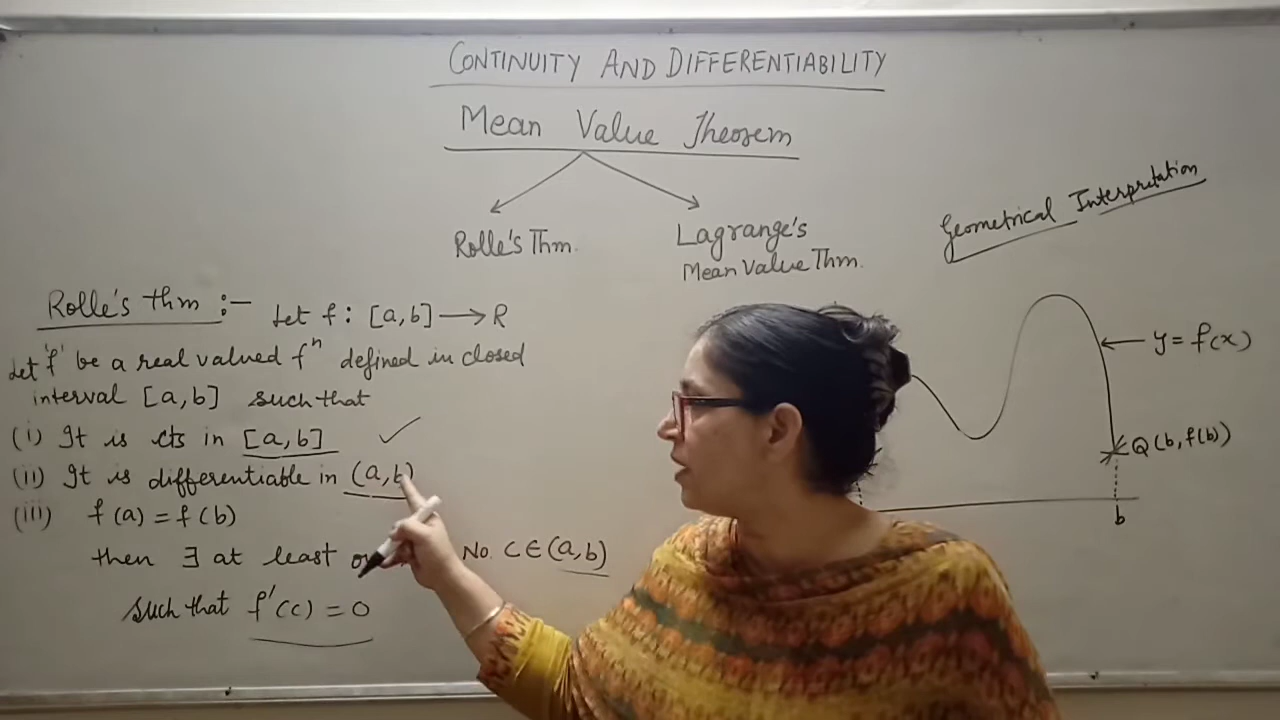 CONTINUITY AND DIFFERENTIABILITY
Mean Value Theorem
Rolle's Thm.
Lagrange's
Mean Value Thm.
Geometrical Interpretation
Rolle's thm :-
Let f : [a,b] → R
Let 'f' be a real valued fⁿ defined in closed
interval [a,b] such that
(i) It is cts in [a,b] ✓
(ii) It is differentiable in (a,b)
(iii) f(a) = f(b)
then ∃ at least No. C ∈ (a,b)
such that f'(c) = 0
y = f(x)
Q(b, f(b))
b